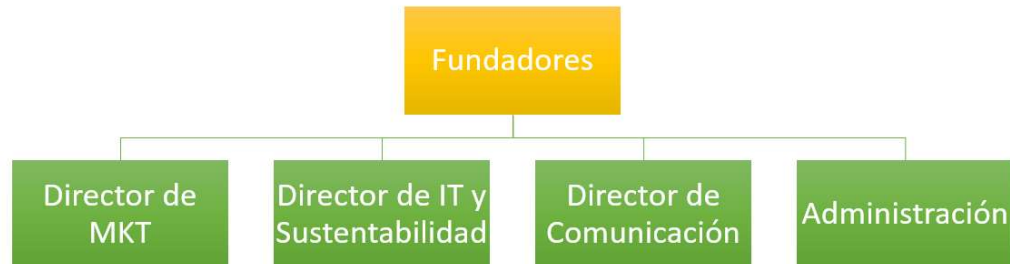 Fundadores
Director de
MKT
Director de IT y
Sustentabilidad
Director de
Comunicación
Administración